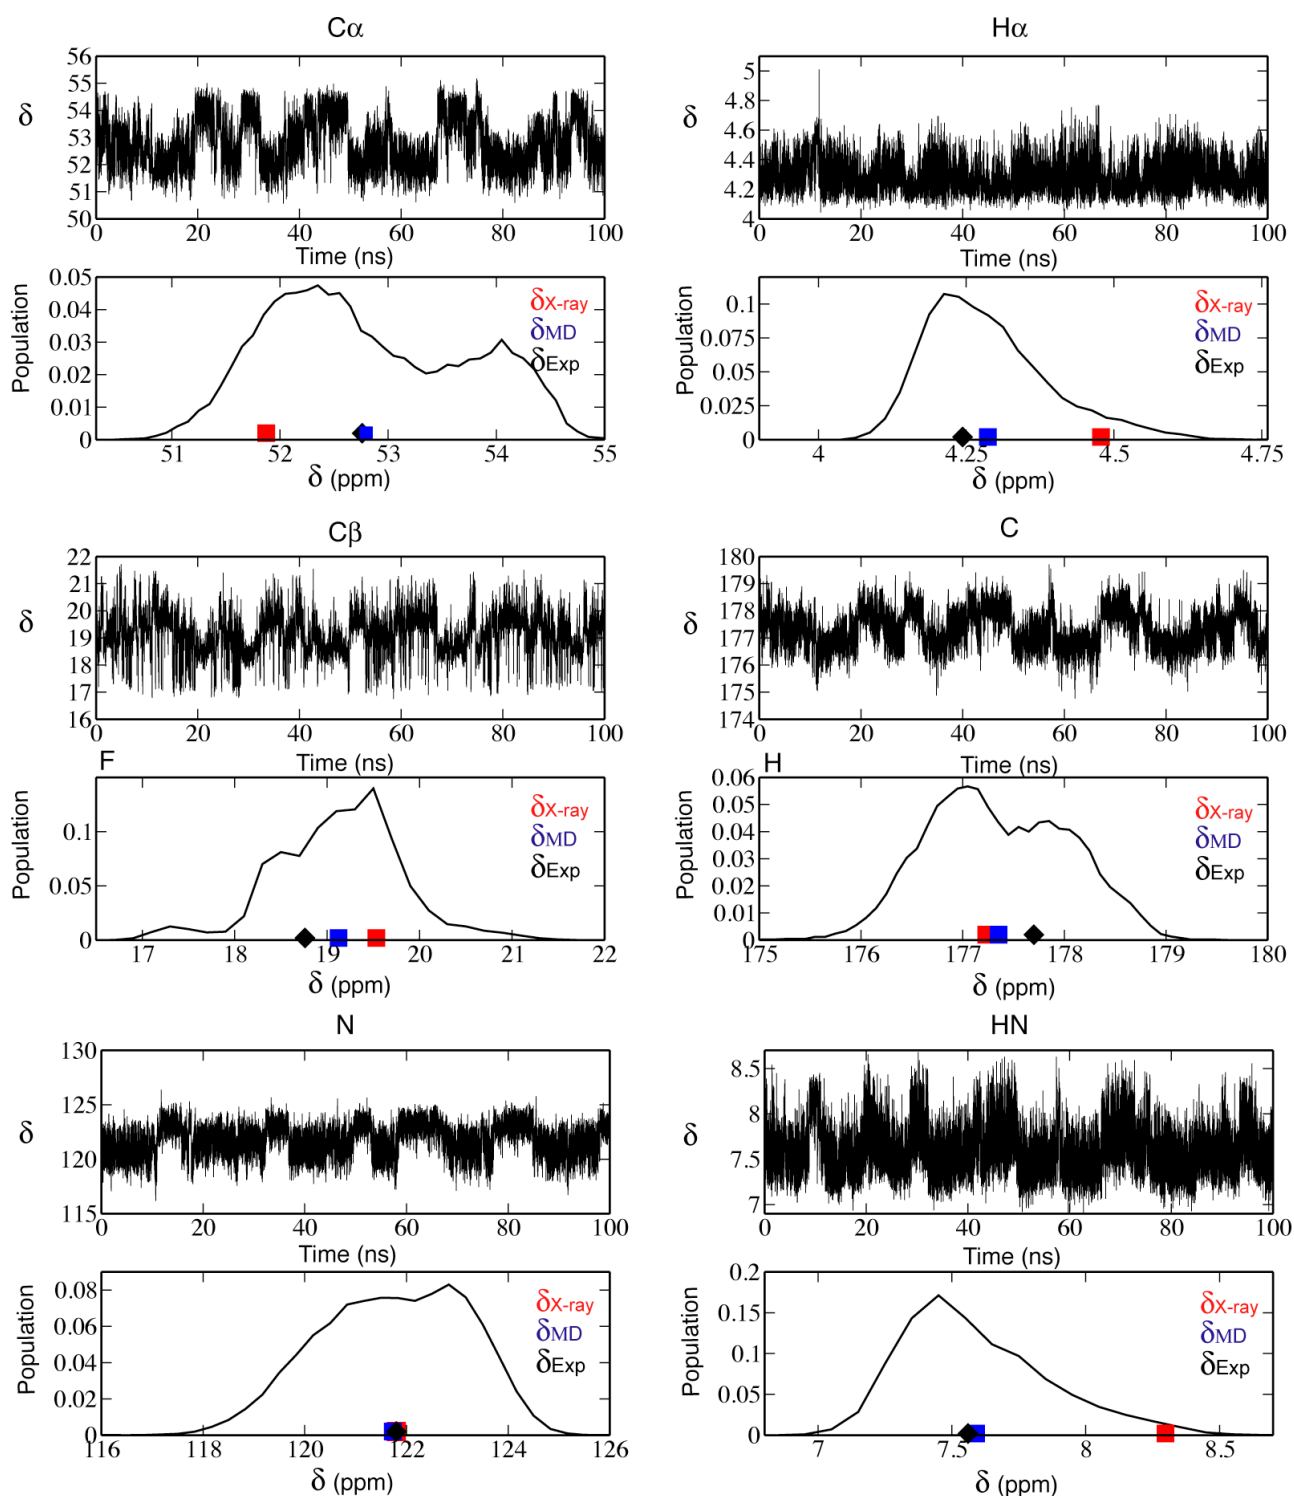 Cα
56
55
54
53
52
51
50
δ
0 20 40 60 80 100
Time (ns)
0.05
0.04
0.03
0.02
0.01
0
Population
δX-ray
δMD
δExp
51 52 53 54 55
δ (ppm)
Hα
5
4.8
4.6
4.4
4.2
4
δ
0 20 40 60 80 100
Time (ns)
0.1
0.075
0.05
0.025
0
Population
δX-ray
δMD
δExp
4 4.25 4.5 4.75
δ (ppm)
Cβ
22
21
20
19
18
17
16
δ
0 20 40 60 80 100
Time (ns)
F
0.1
0.05
0
Population
δX-ray
δMD
δExp
17 18 19 20 21 22
δ (ppm)
C
180
179
178
177
176
175
174
δ
0 20 40 60 80 100
Time (ns)
H
0.06
0.05
0.04
0.03
0.02
0.01
0
Population
δX-ray
δMD
δExp
175 176 177 178 179 180
δ (ppm)
N
130
125
120
115
δ
0 20 40 60 80 100
Time (ns)
0.08
0.06
0.04
0.02
0
Population
δX-ray
δMD
δExp
116 118 120 122 124 126
δ (ppm)
HN
8.5
8
7.5
7
δ
0 20 40 60 80 100
Time (ns)
0.2
0.15
0.1
0.05
0
Population
δX-ray
δMD
δExp
7 7.5 8 8.5
δ (ppm)